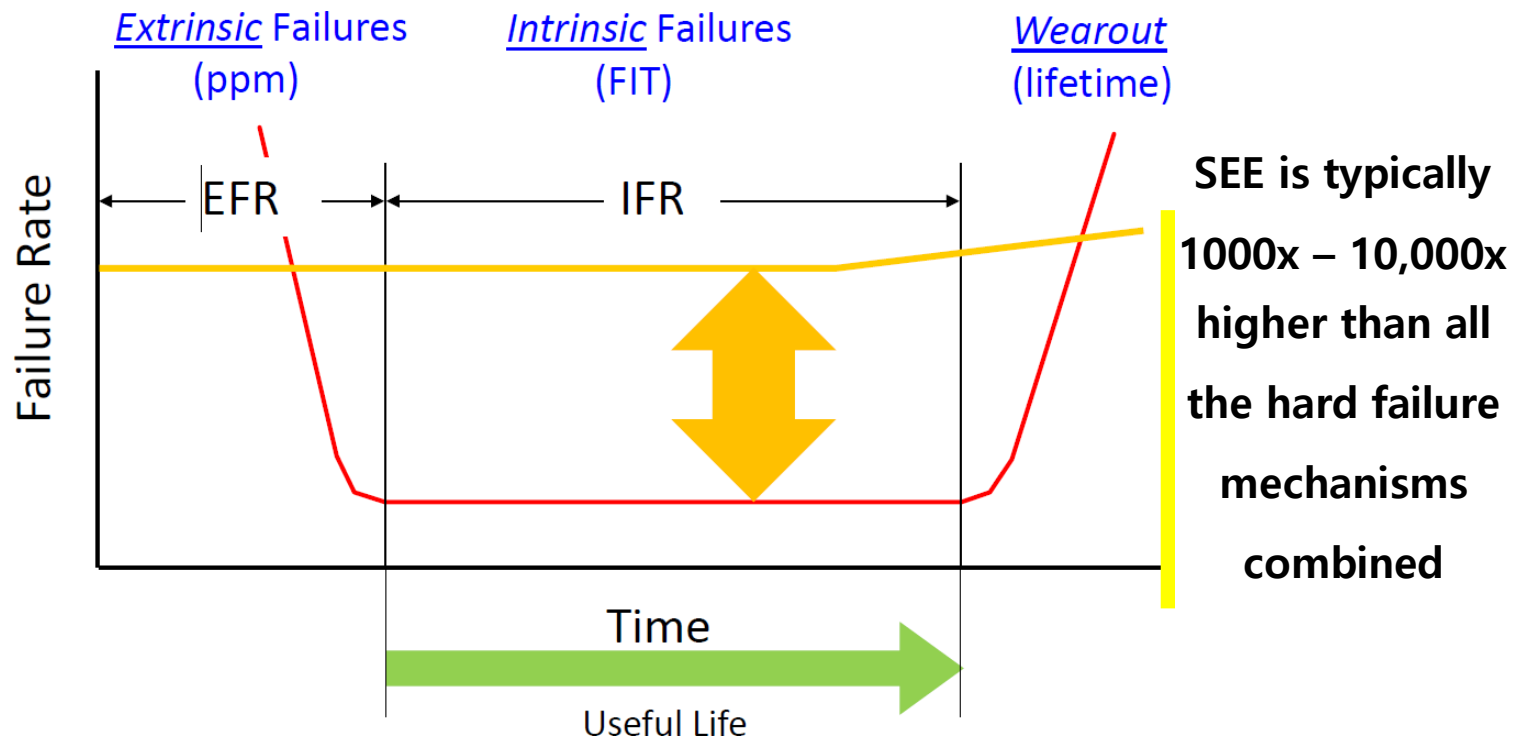 Extrinsic Failures
(ppm)
Intrinsic Failures
(FIT)
Wearout
(lifetime)
EFR
IFR
Failure Rate
SEE is typically
1000x – 10,000x
higher than all
the hard failure
mechanisms
combined
Time
Useful Life